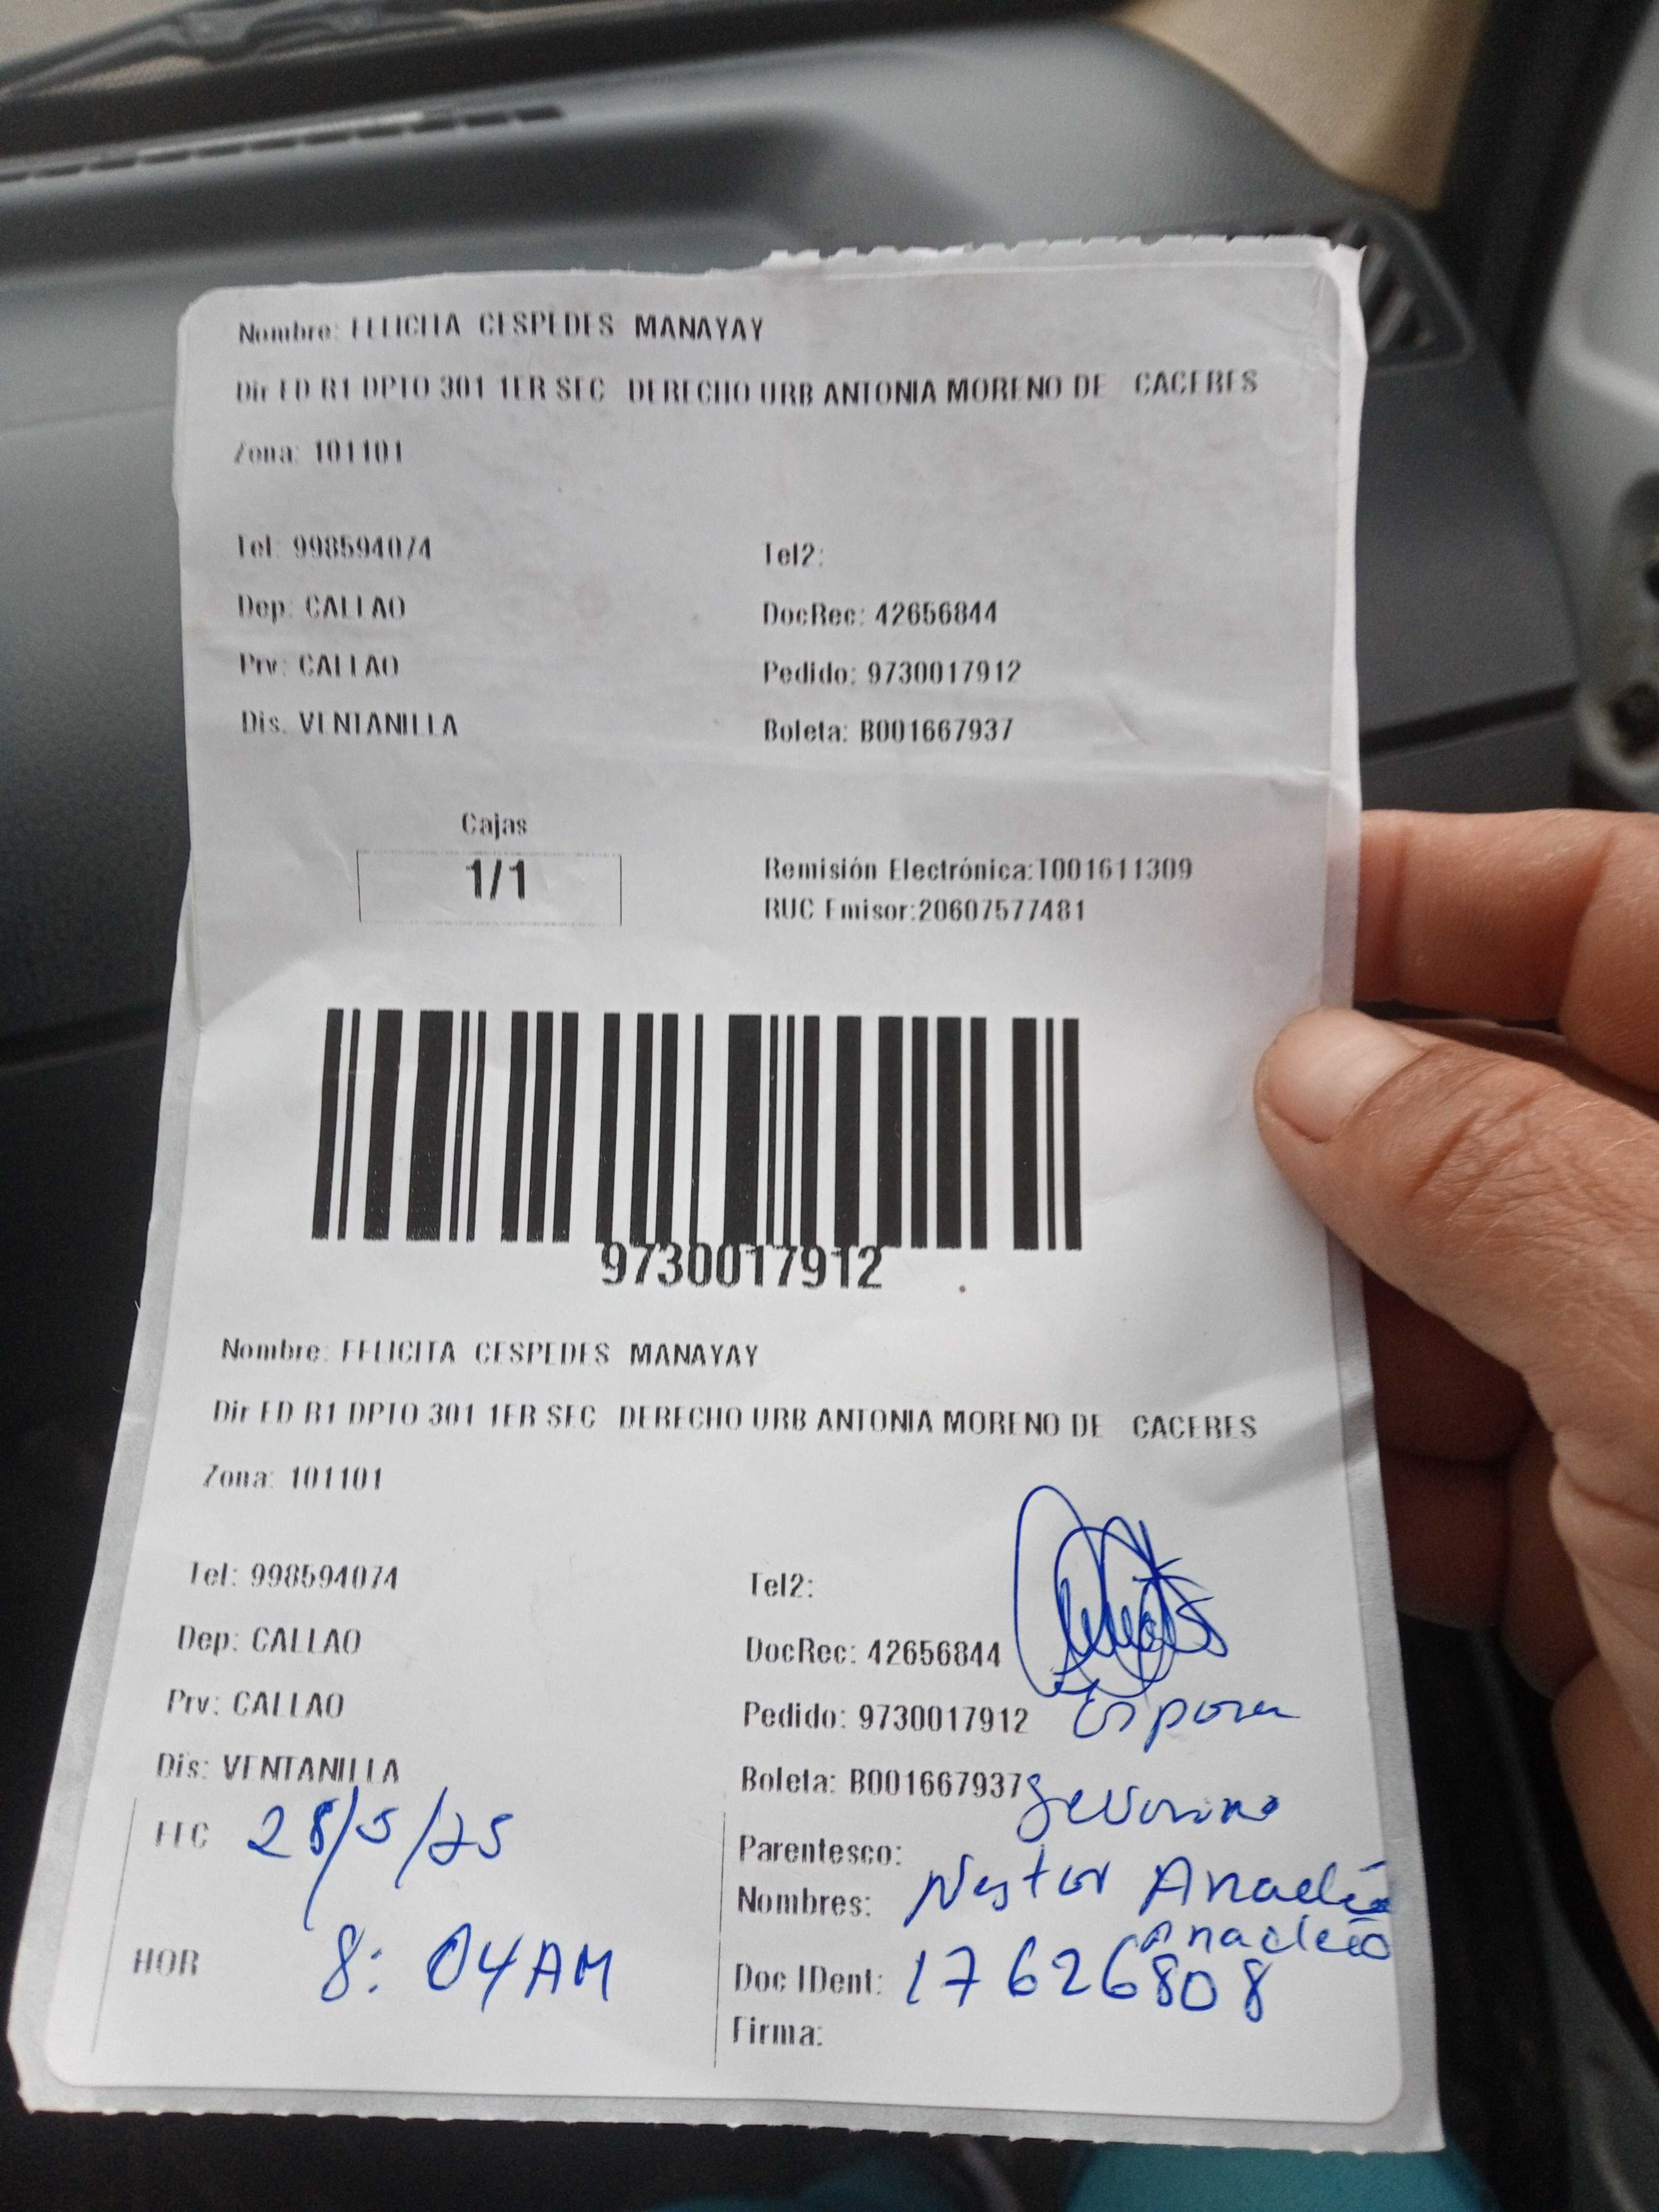 Nombre: FELICITA CESPEDES MANAYAY
Dir ED R1 DPTO 301 1ER SEC DERECHO URB ANTONIA MORENO DE CACERES
Zona: 101101
Tel: 998594074 Tel2:
Dep: CALLAO DocRec: 42656844
Prv: CALLAO Pedido: 9730017912
Dis. VENTANILLA Boleta: B001667937
Cajas
1/1
Remisión Electrónica:T001611309
RUC Emisor:20607577481
9730017912
Nombre: FELICITA CESPEDES MANAYAY
Dir ED R1 DPTO 301 1ER SEC DERECHO URB ANTONIA MORENO DE CACERES
Zona: 101101
Tel: 998594074 Tel2:
Dep: CALLAO DocRec: 42656844
Prv: CALLAO Pedido: 9730017912
Dis: VENTANILLA Boleta: B001667937
FEC 28/5/25
Parentesco:
Nombres: Nestor
Anacleto
HOR 8:04AM
Doc IDent: 17626808
Firma: